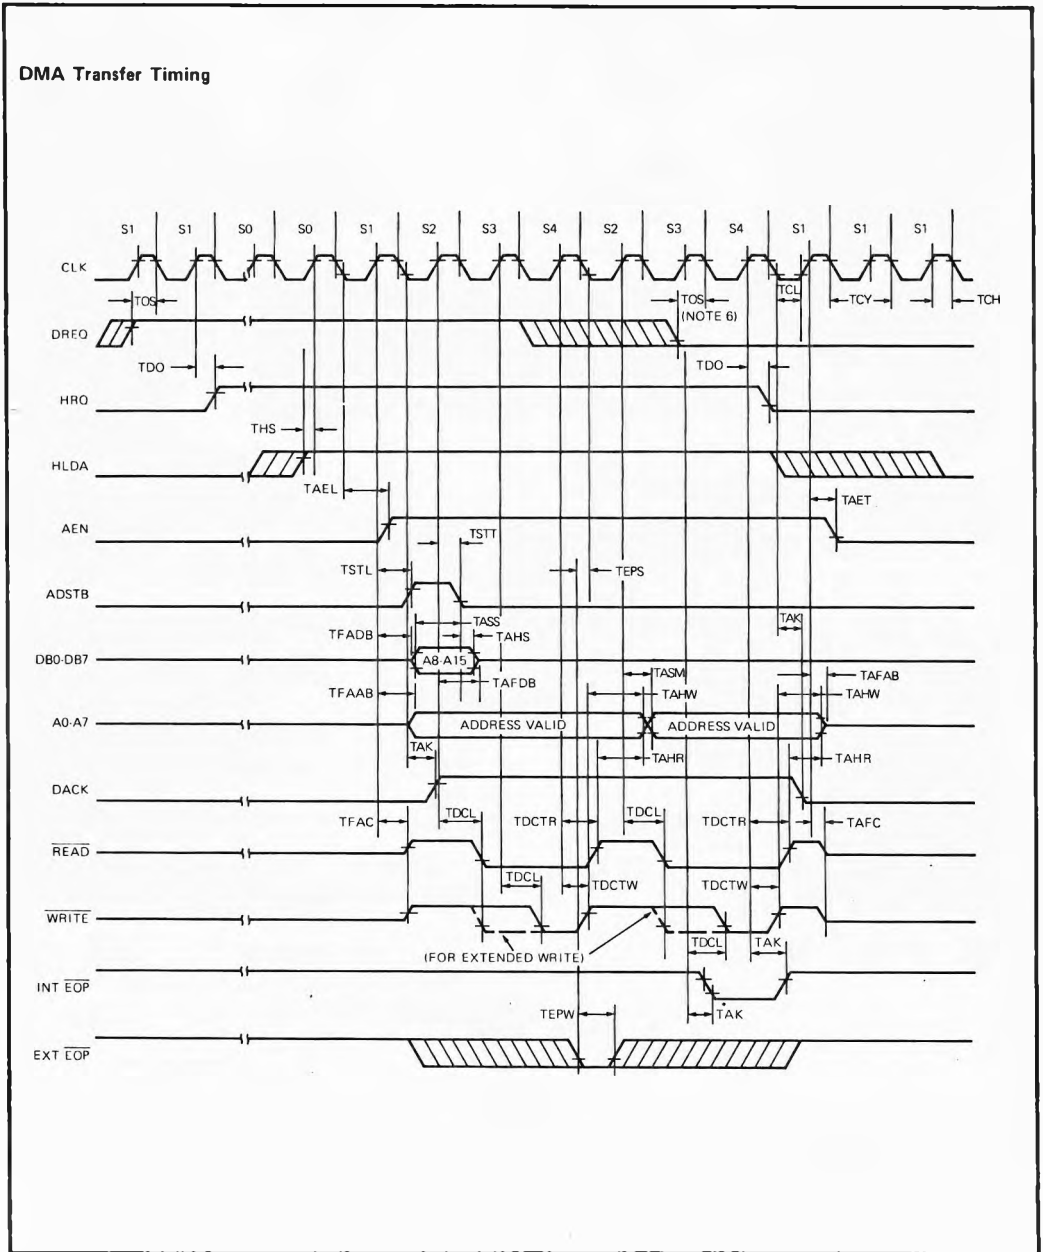 DMA Transfer Timing
S1 S1 S0 S0 S1 S2 S3 S4 S2 S3 S4 S1 S1 S1
CLK
TCL
TOS TOS TCY TCH
(NOTE 6)
DREQ
TDO TDO
HRQ
THS
HLDA
TAEL TAET
AEN
TSTT
TSTL TEPS
ADSTB
TASS TAK
TFADB TAHS
DB0-DB7 A8-A15
TAFDB TASM TAFAB
TFAAB TAHW TAHW
A0-A7 ADDRESS VALID ADDRESS VALID
TAK TAHR TAHR
DACK
TFAC TDCL TDCTR TDCL TDCTR TAFC
READ
TDCL TDCTW TDCTW
WRITE
TDCL TAK
(FOR EXTENDED WRITE)
INT EOP
TEPW TAK
EXT EOP